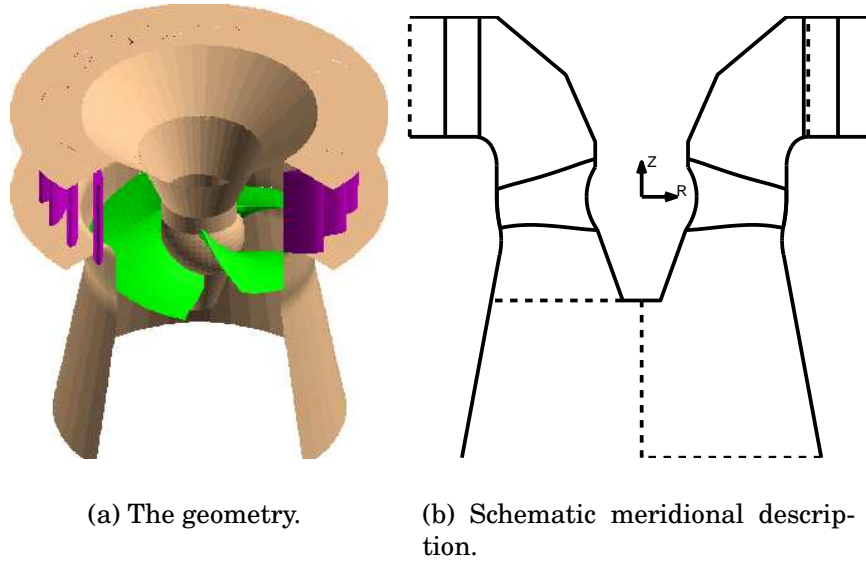 Z
R
(a) The geometry.
(b) Schematic meridional descrip-
tion.